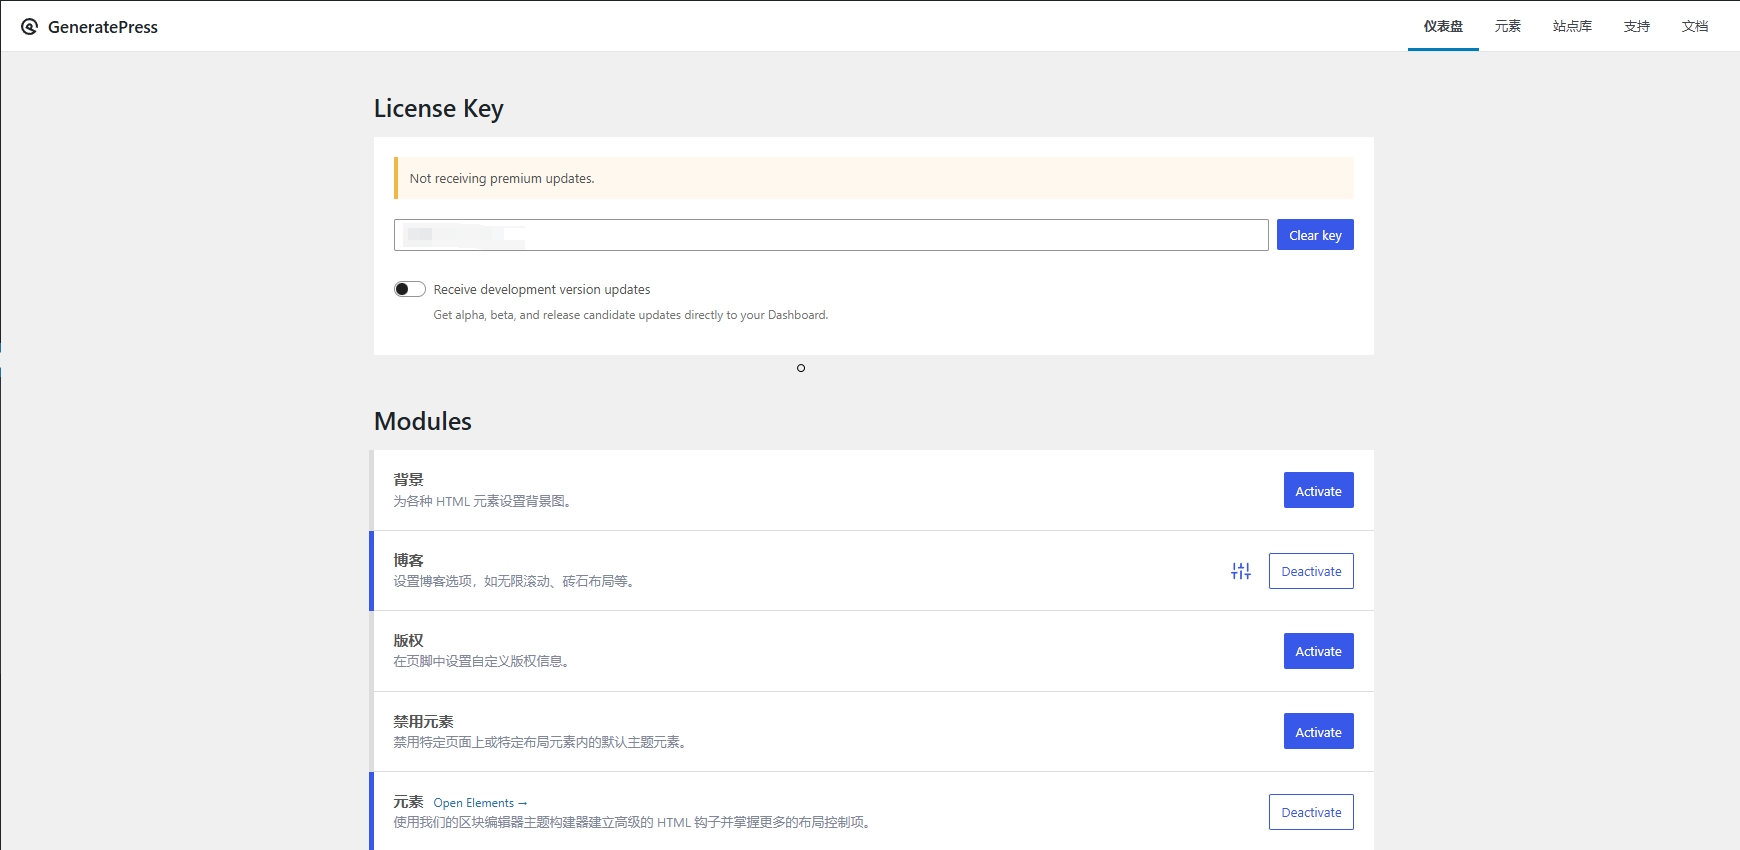 GeneratePress
仪表盘 元素 站点库 支持 文档
License Key
Not receiving premium updates.
Clear key
Receive development version updates
Get alpha, beta, and release candidate updates directly to your Dashboard.
Modules
背景
为各种 HTML 元素设置背景图。
Activate
博客
设置博客选项，如无限滚动、砖石布局等。
Deactivate
版权
在页脚中设置自定义版权信息。
Activate
禁用元素
禁用特定页面上或特定布局元素内的默认主题元素。
Activate
元素 Open Elements →
使用我们的区块编辑器主题构建器建立高级的 HTML 钩子并掌握更多的布局控制项。
Deactivate